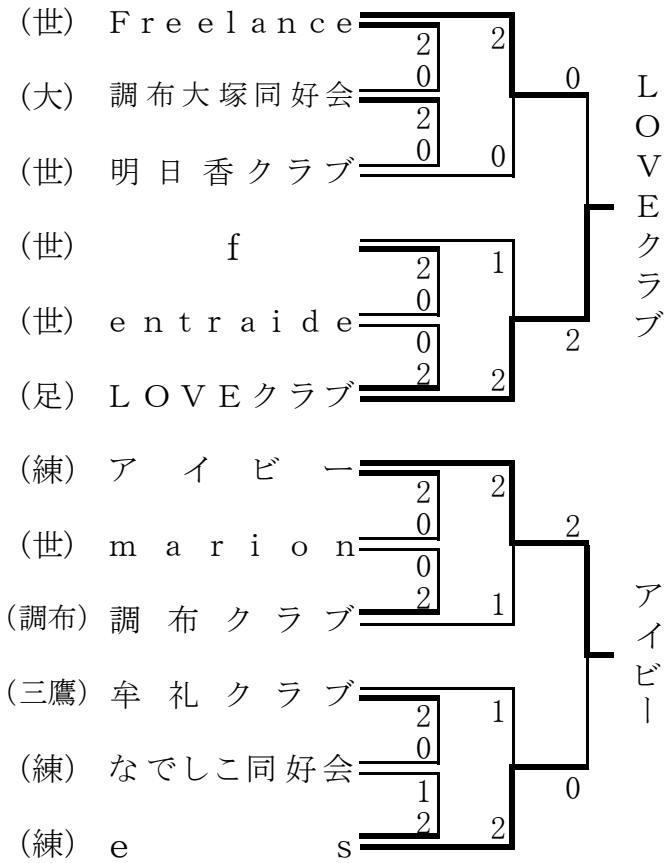 (世) Freelance
2
0
2
(大) 調布大塚同好会
2
0
0
(世) 明日香クラブ
0
LOVEクラブ
(世) f
2
0
1
(世) entraide
0
2
2
(足) LOVEクラブ
2
(練) アイビー
2
0
2
(世) marion
0
2
1
(調布) 調布クラブ
2
アイビー
(三鷹) 牟礼クラブ
2
0
1
(練) なでしこ同好会
1
2
2
(練) es
0